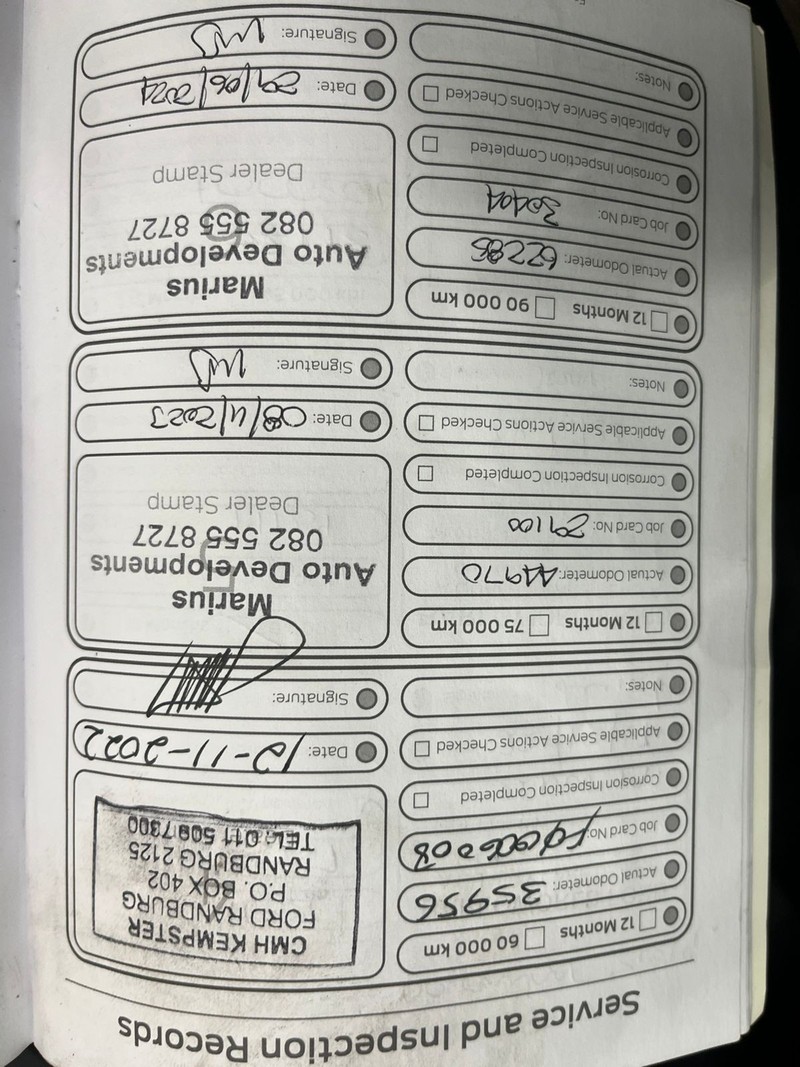 Service and Inspection Records
12 Months 60 000 km
Actual Odometer: 35956
Job Card No:
Corrosion Inspection Completed
Applicable Service Actions Checked
Notes:
CMH KEMPSTER
FORD RANDBURG
P.O. BOX 402
RANDBURG 2125
TEL: 011 509 7300
Date: 12-11-2022
Signature:
12 Months 75 000 km
Actual Odometer: 44970
Job Card No: 29100
Corrosion Inspection Completed
Applicable Service Actions Checked
Notes:
Marius
Auto Developments
082 555 8727
Dealer Stamp
Date: 08/11/2023
Signature:
12 Months 90 000 km
Actual Odometer: 62286
Job Card No: 30404
Corrosion Inspection Completed
Applicable Service Actions Checked
Notes:
Marius
Auto Developments
082 555 8727
Dealer Stamp
Date: 29/06/2024
Signature: